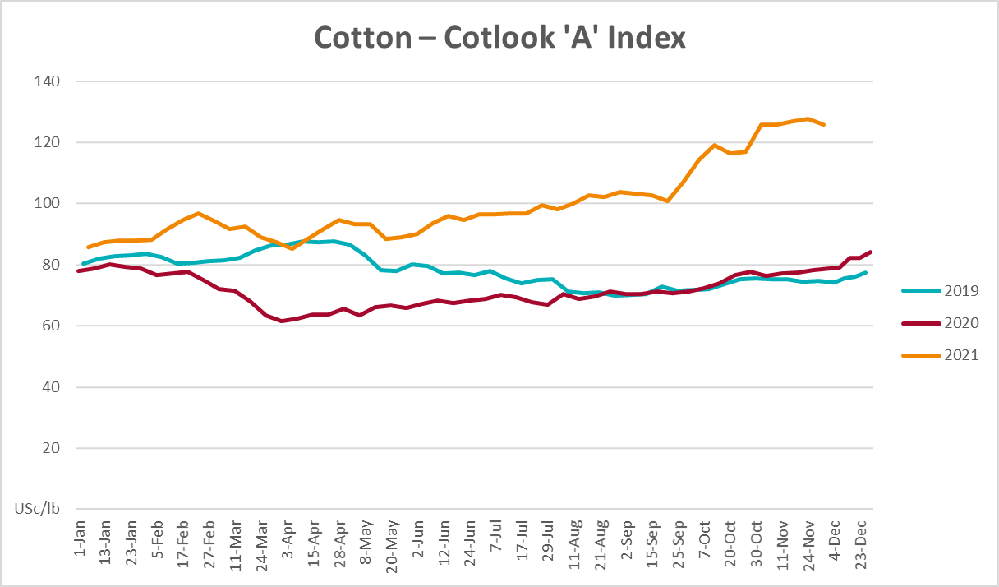 Cotton – Cotlook 'A' Index
140
120
100
80
60
40
20
USc/lb
1-Jan
13-Jan
23-Jan
5-Feb
17-Feb
27-Feb
11-Mar
24-Mar
3-Apr
15-Apr
28-Apr
8-May
20-May
2-Jun
12-Jun
24-Jun
7-Jul
17-Jul
29-Jul
11-Aug
21-Aug
2-Sep
15-Sep
25-Sep
7-Oct
20-Oct
30-Oct
11-Nov
24-Nov
4-Dec
23-Dec
2019
2020
2021